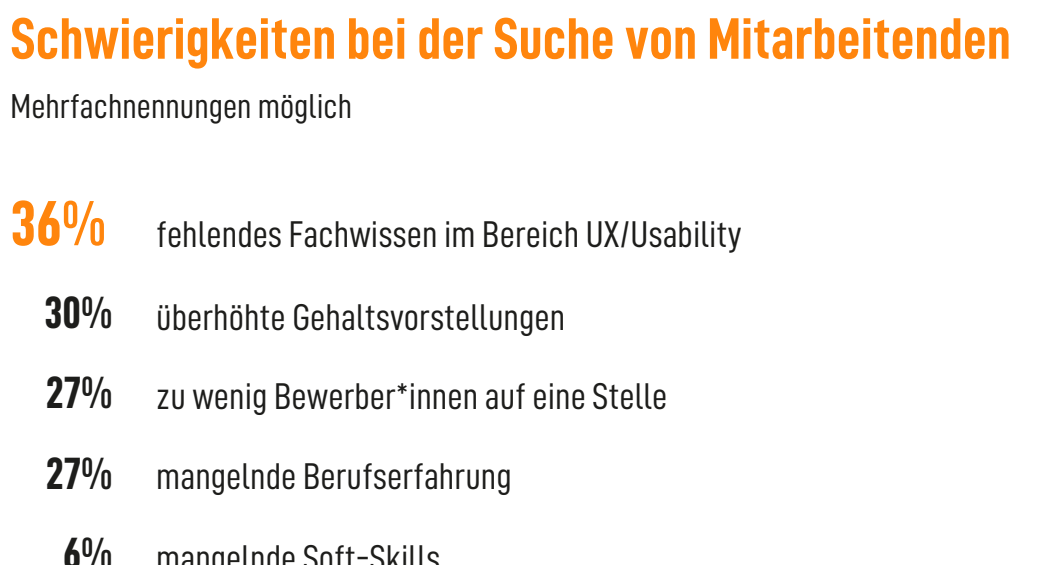 Schwierigkeiten bei der Suche von Mitarbeitenden
Mehrfachnennungen möglich
36% fehlendes Fachwissen im Bereich UX/Usability
30% überhöhte Gehaltsvorstellungen
27% zu wenig Bewerber*innen auf eine Stelle
27% mangelnde Berufserfahrung
6% mangelnde Soft-Skills